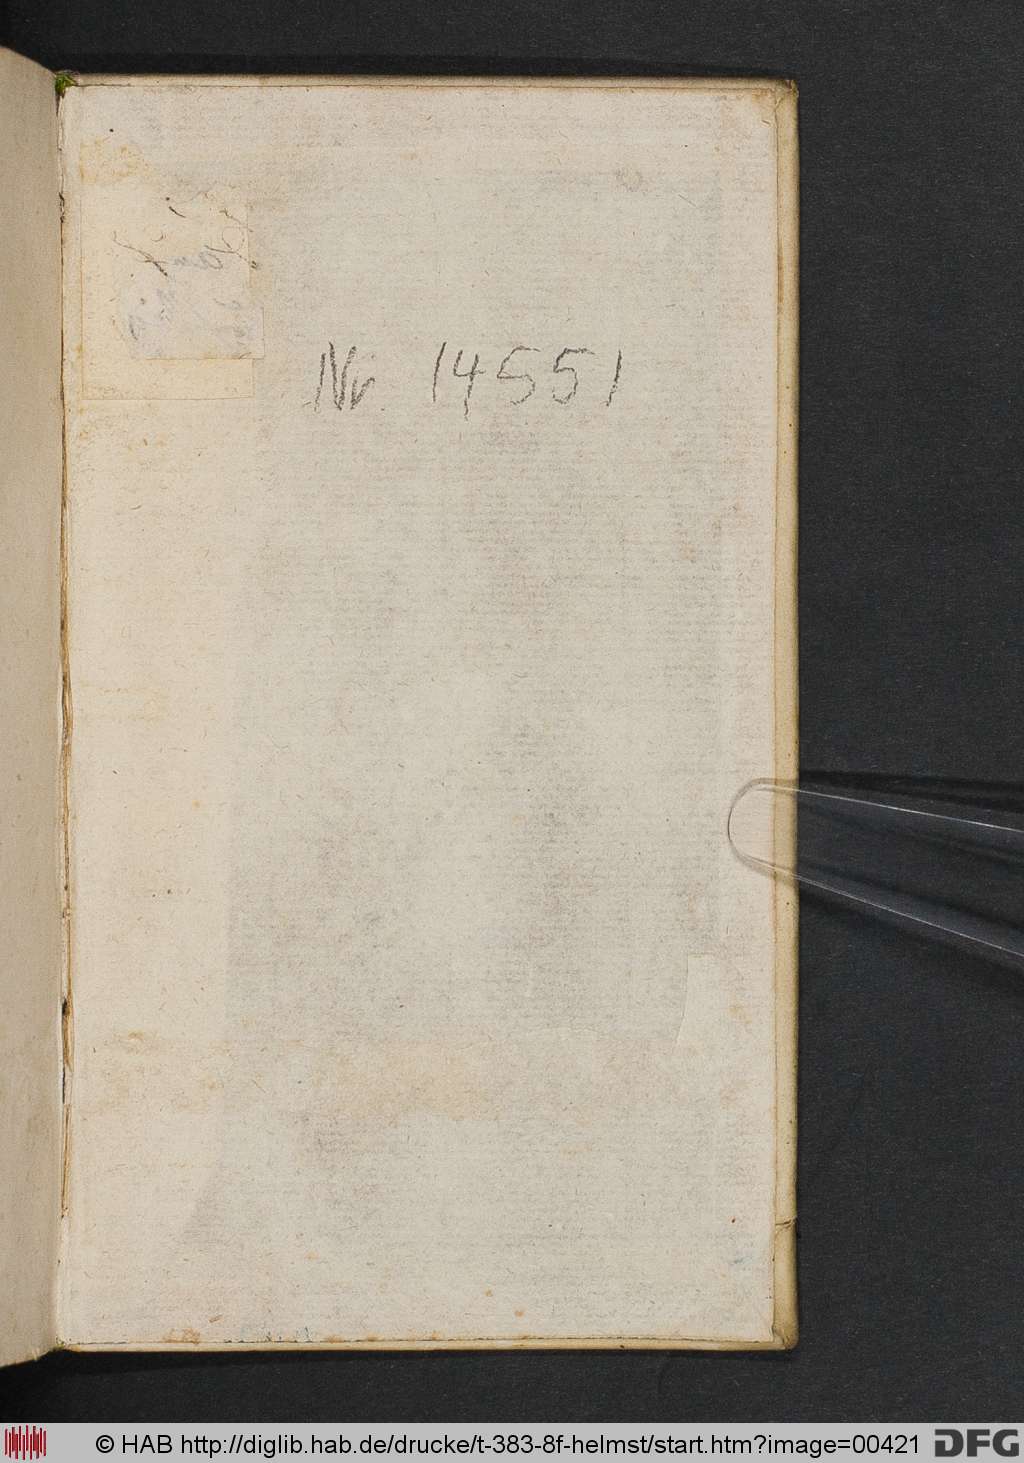 Nr 14551
© HAB http://diglib.hab.de/drucke/t-383-8f-helmst/start.htm?image=00421
DFG